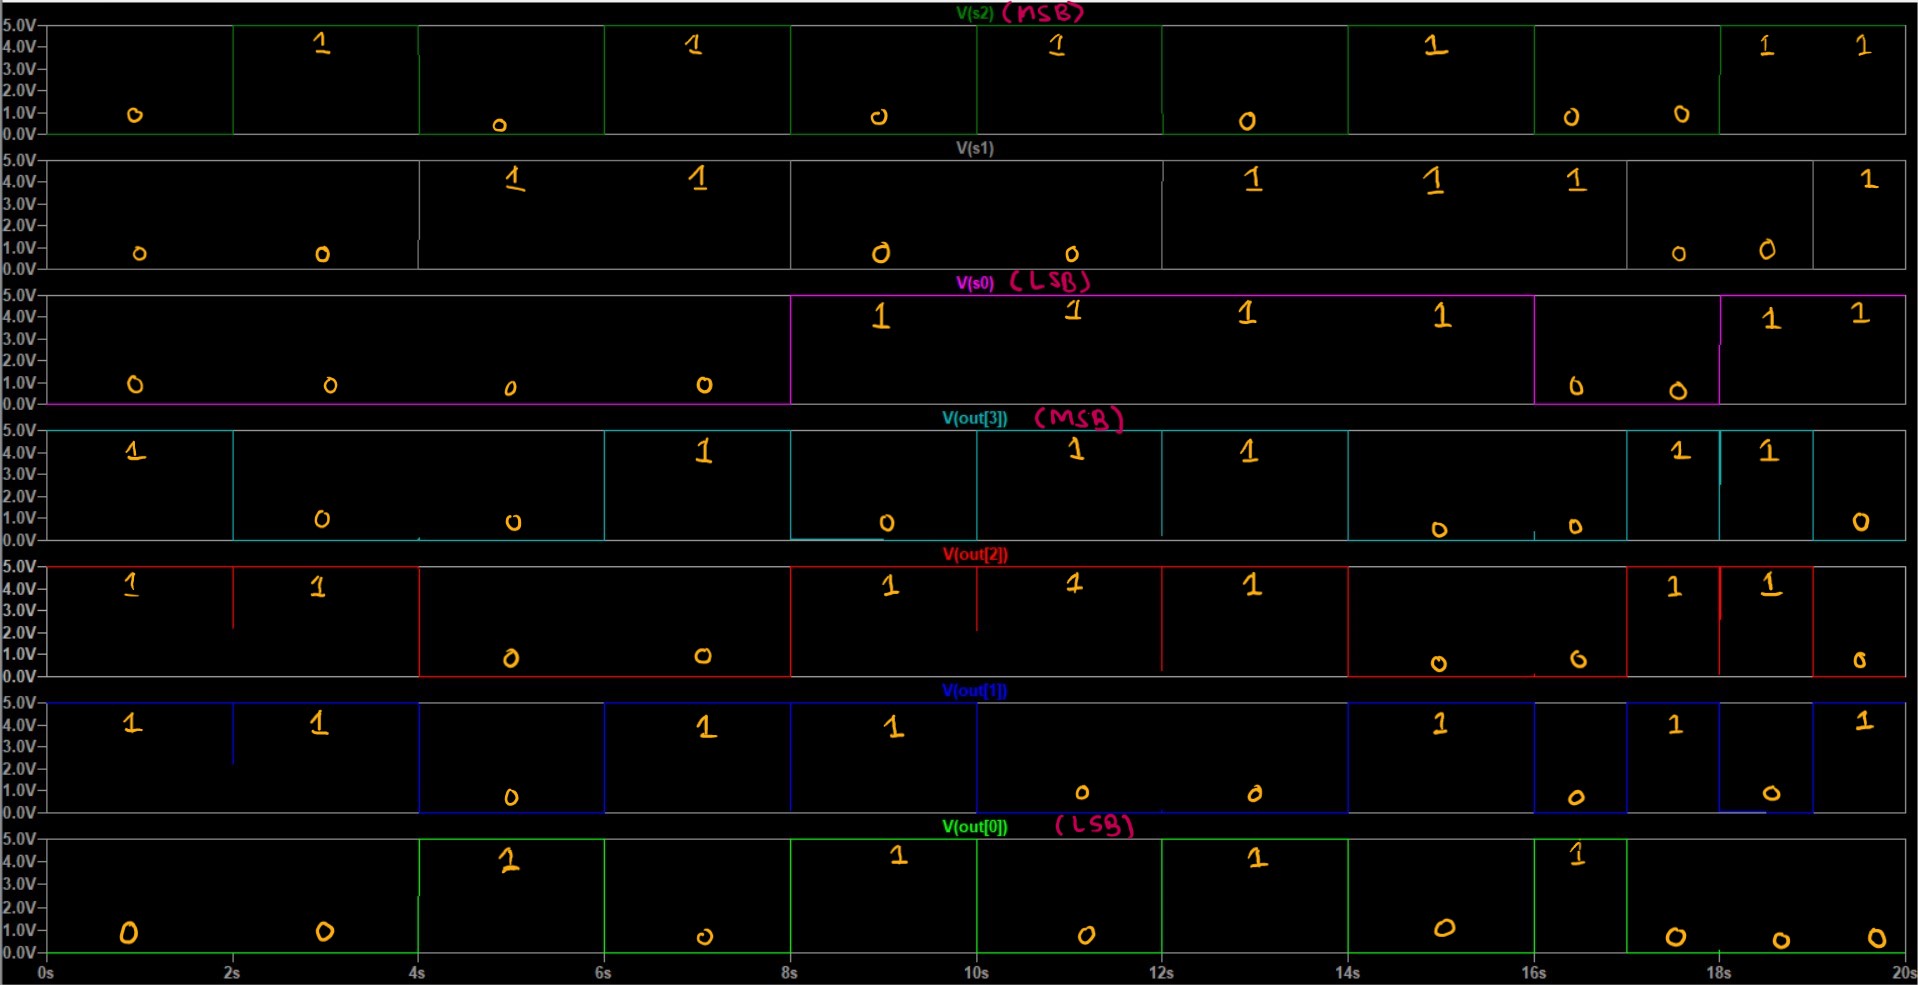 V(s2) (MSB)
5.0V
4.0V 1 1 1 1 1 1
3.0V
2.0V
1.0V 0 0 0 0 0 0
0.0V
V(s1)
5.0V
4.0V 1 1 1 1 1 1
3.0V
2.0V
1.0V 0 0 0 0 0 0
0.0V
V(s0) (LSB)
5.0V
4.0V 1 1 1 1 1 1
3.0V
2.0V
1.0V 0 0 0 0 0 0
0.0V
V(out[3]) (MSB)
5.0V
4.0V 1 1 1 1 1 1
3.0V
2.0V
1.0V 0 0 0 0 0 0
0.0V
V(out[2])
5.0V
4.0V 1 1 1 1 1 1 1
3.0V
2.0V
1.0V 0 0 0 0 0
0.0V
V(out[1])
5.0V
4.0V 1 1 1 1 1 1 1
3.0V
2.0V
1.0V 0 0 0 0 0
0.0V
V(out[0]) (LSB)
5.0V
4.0V 1 1 1 1
3.0V
2.0V
1.0V 0 0 0 0 0 0 0 0
0.0V
0s 2s 4s 6s 8s 10s 12s 14s 16s 18s 20s